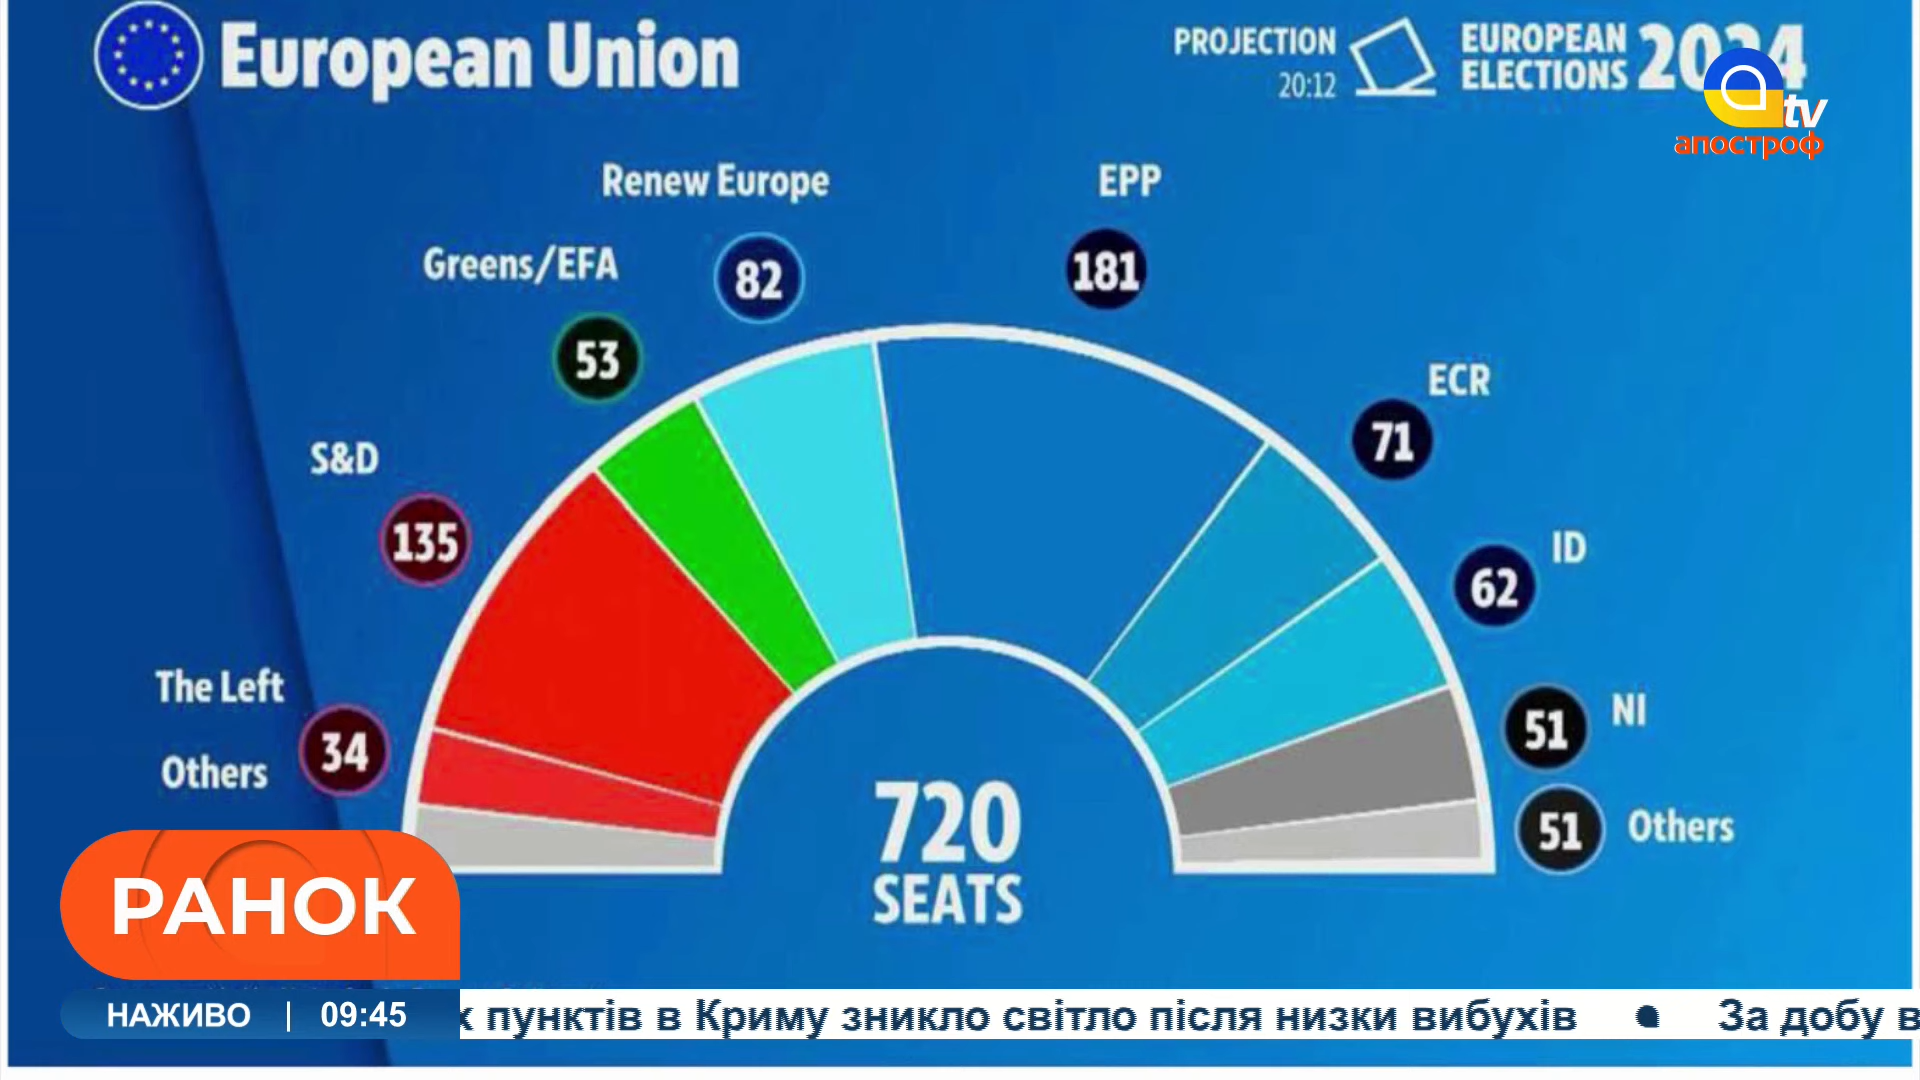 European Union
PROJECTION
20:12
EUROPEAN
ELECTIONS
2024
tv
апостроф
Renew Europe
EPP
Greens/EFA
82
181
53
ECR
71
S&D
135
ID
62
The Left
34
Others
NI
51
51
Others
720
SEATS
РАНОК
НАЖИВО | 09:45
х пунктів в Криму зникло світло після низки вибухів
За добу в